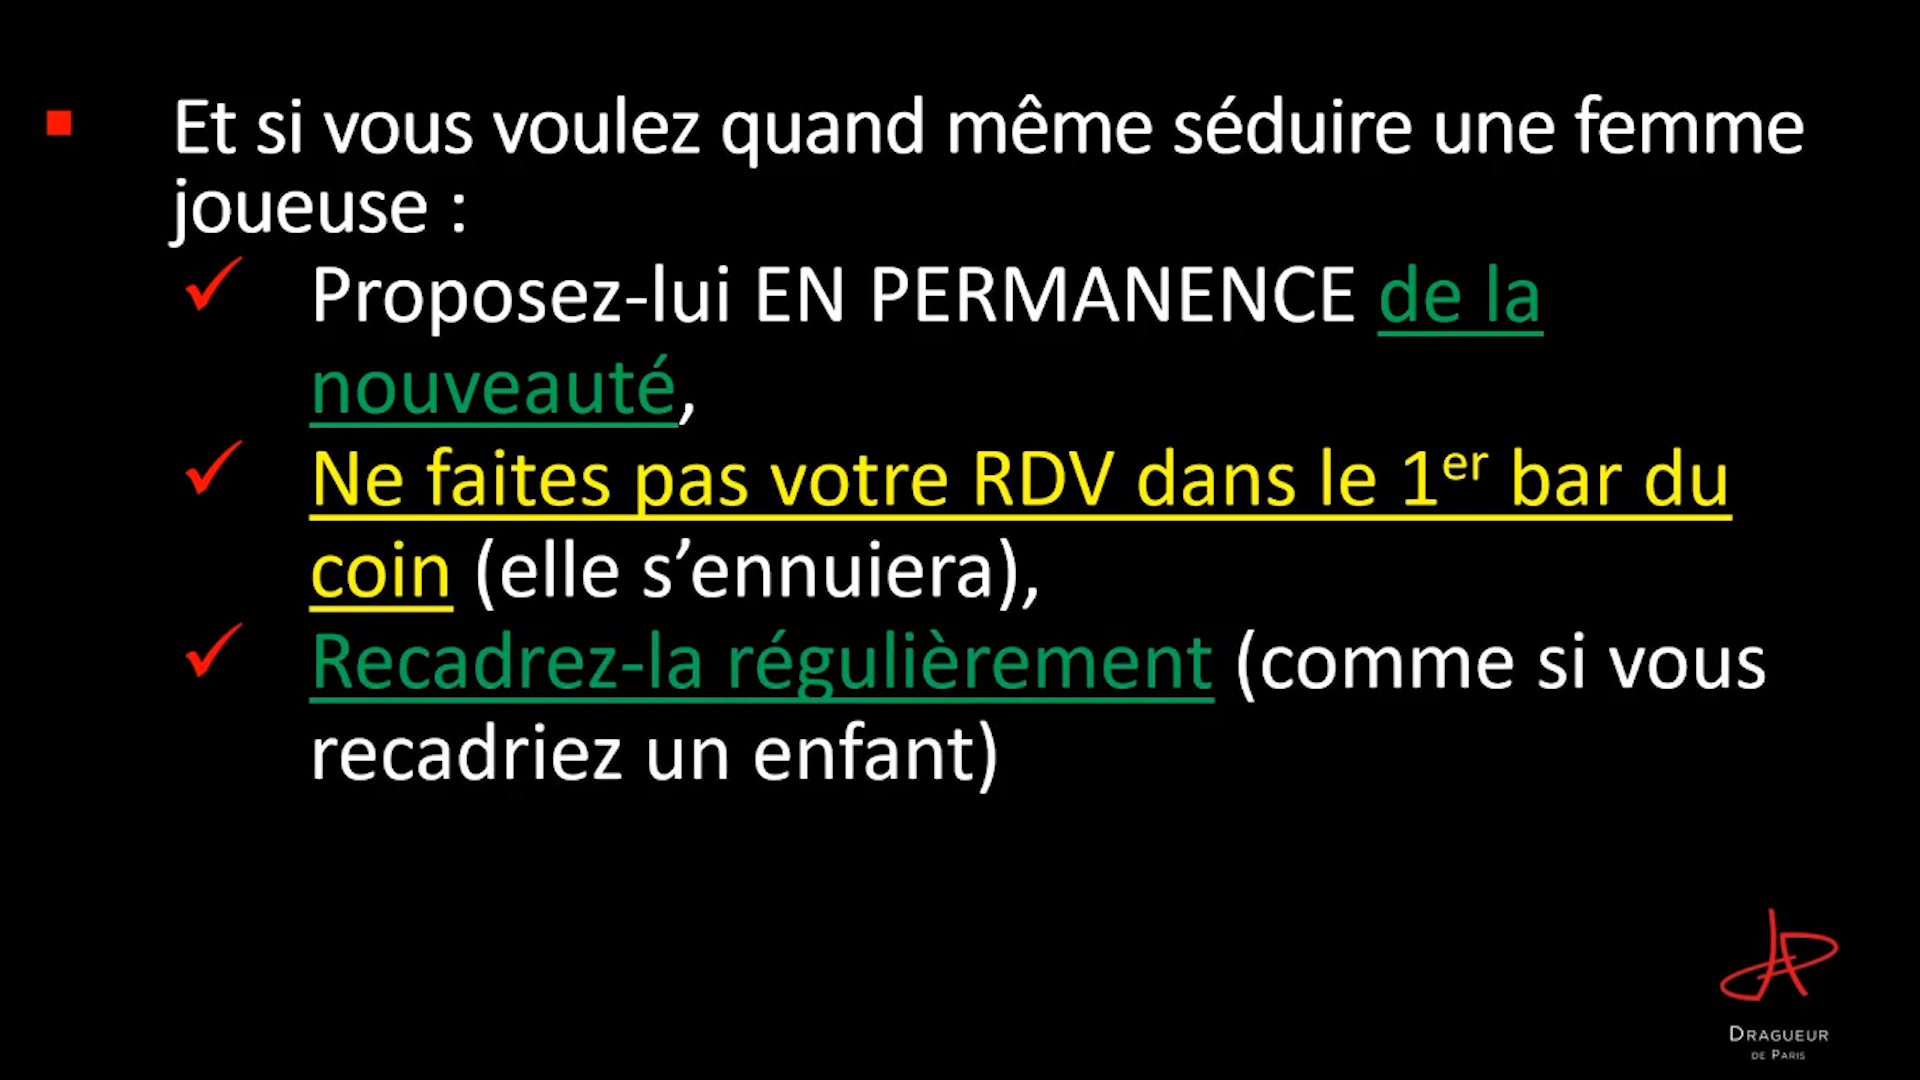 Et si vous voulez quand même séduire une femme
joueuse :
Proposez-lui EN PERMANENCE de la
nouveauté,
Ne faites pas votre RDV dans le 1er bar du
coin (elle s’ennuiera),
Recadrez-la régulièrement (comme si vous
recadriez un enfant)
DRAGUEUR
DE PARIS